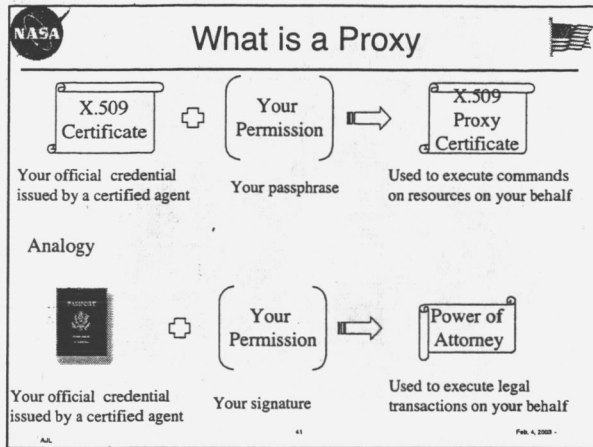 NASA
What is a Proxy
X.509
Certificate
Your
Permission
X.509
Proxy
Certificate
Your official credential
issued by a certified agent
Your passphrase
Used to execute commands
on resources on your behalf
Analogy
PASSPORT
Your
Permission
Power of
Attorney
Your official credential
issued by a certified agent
Your signature
Used to execute legal
transactions on your behalf
AJL
41
Feb. 4, 2003 -